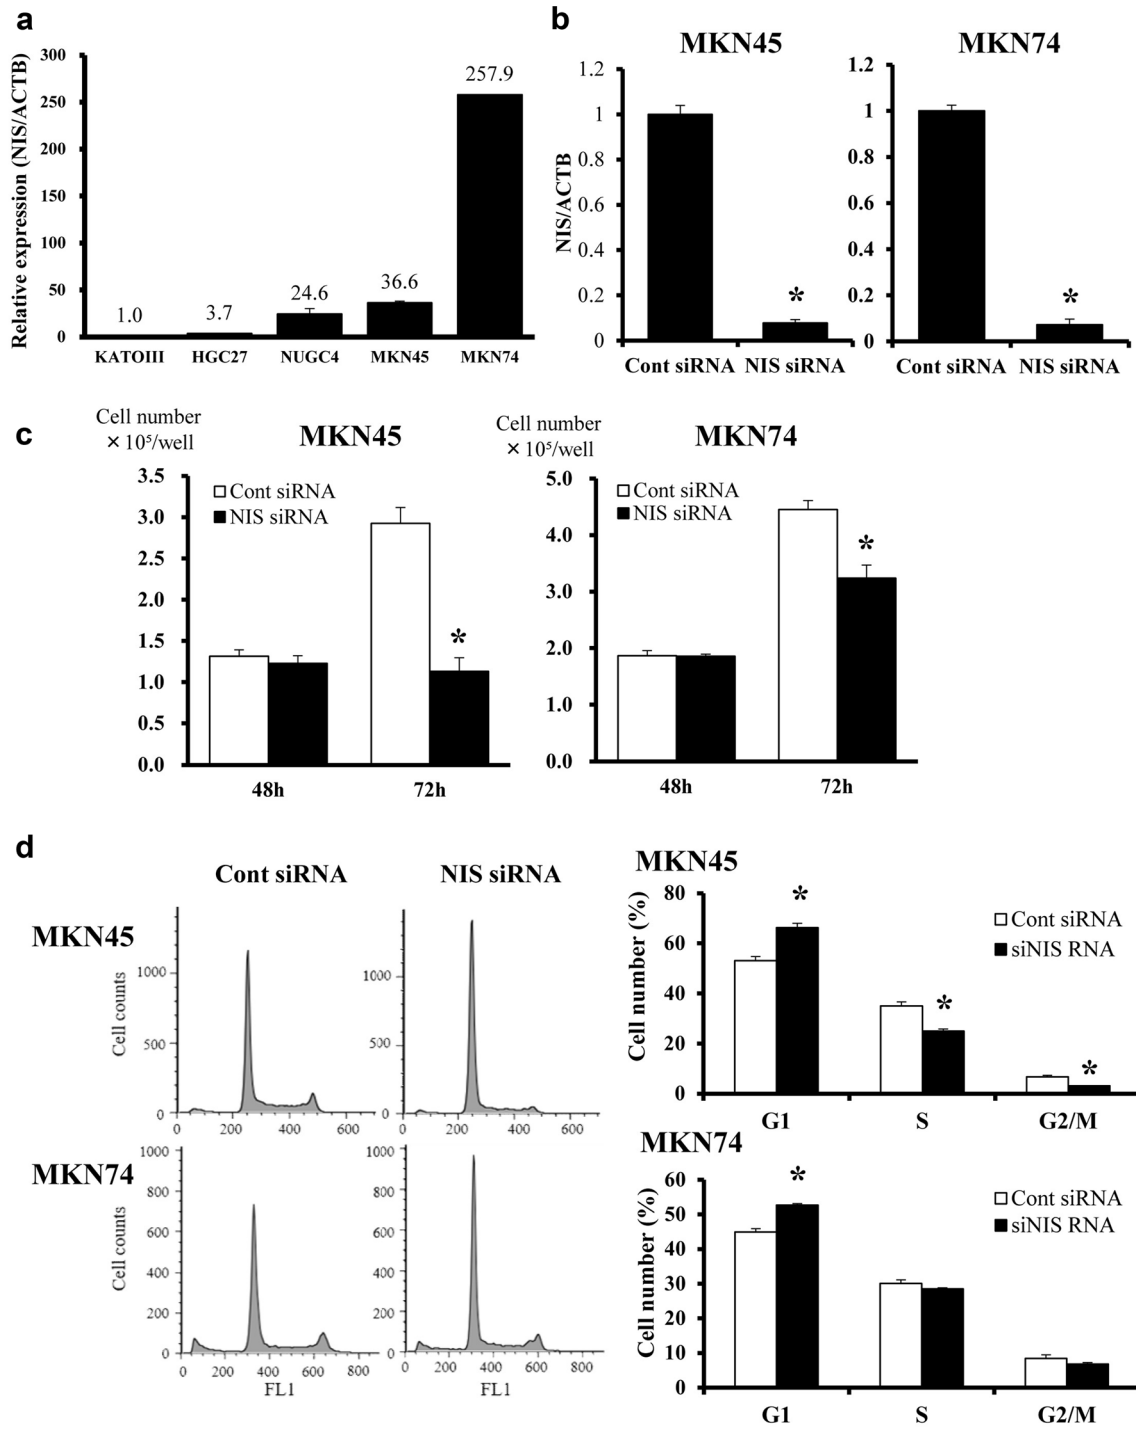 a
Relative expression (NIS/ACTB)
300
250
200
150
100
50
0
1.0
3.7
24.6
36.6
257.9
KATOIII HGC27 NUGC4 MKN45 MKN74
b
MKN45
NIS/ACTB
1.2
1
0.8
0.6
0.4
0.2
0
*
Cont siRNA NIS siRNA
MKN74
1.2
1
0.8
0.6
0.4
0.2
0
*
Cont siRNA NIS siRNA
c
Cell number
× 10⁵/well
MKN45
3.5
3.0
2.5
2.0
1.5
1.0
0.5
0.0
Cont siRNA
NIS siRNA
*
48h 72h
Cell number
× 10⁵/well
MKN74
5.0
4.0
3.0
2.0
1.0
0.0
Cont siRNA
NIS siRNA
*
48h 72h
d
Cont siRNA NIS siRNA
MKN45
Cell counts
1000
500
0
0 200 400 600
1000
500
0
0 200 400 600
MKN74
Cell counts
1000
800
600
400
200
0
0 200 400 600 800
FL1
1000
800
600
400
200
0
0 200 400 600 800
FL1
MKN45
Cell number (%)
80
60
40
20
0
*
*
*
Cont siRNA
siNIS RNA
G1 S G2/M
MKN74
Cell number (%)
60
50
40
30
20
10
0
*
Cont siRNA
siNIS RNA
G1 S G2/M